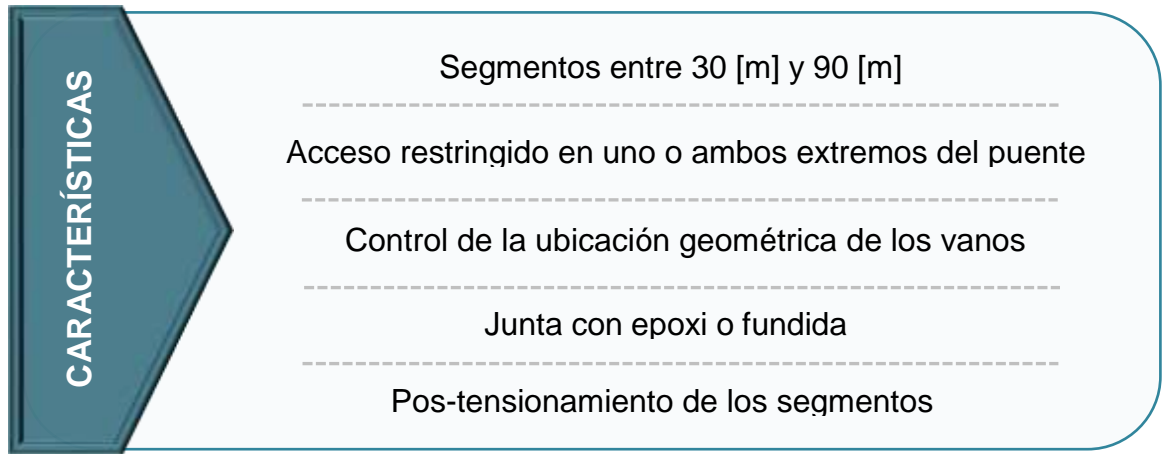 CARACTERÍSTICAS
Segmentos entre 30 [m] y 90 [m]
Acceso restringido en uno o ambos extremos del puente
Control de la ubicación geométrica de los vanos
Junta con epoxi o fundida
Pos-tensionamiento de los segmentos